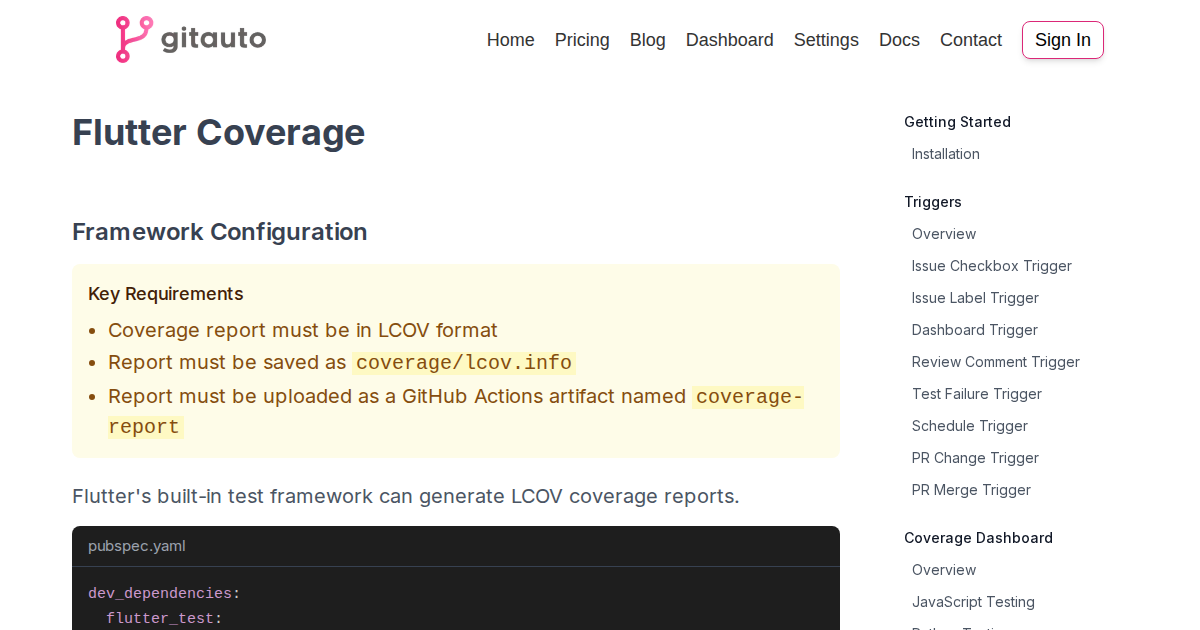 gitauto
Home Pricing Blog Dashboard Settings Docs Contact Sign In
Flutter Coverage
Framework Configuration
Key Requirements
• Coverage report must be in LCOV format
• Report must be saved as coverage/lcov.info
• Report must be uploaded as a GitHub Actions artifact named coverage-
report
Flutter's built-in test framework can generate LCOV coverage reports.
pubspec.yaml
dev_dependencies:
flutter_test:
Getting Started
Installation
Triggers
Overview
Issue Checkbox Trigger
Issue Label Trigger
Dashboard Trigger
Review Comment Trigger
Test Failure Trigger
Schedule Trigger
PR Change Trigger
PR Merge Trigger
Coverage Dashboard
Overview
JavaScript Testing